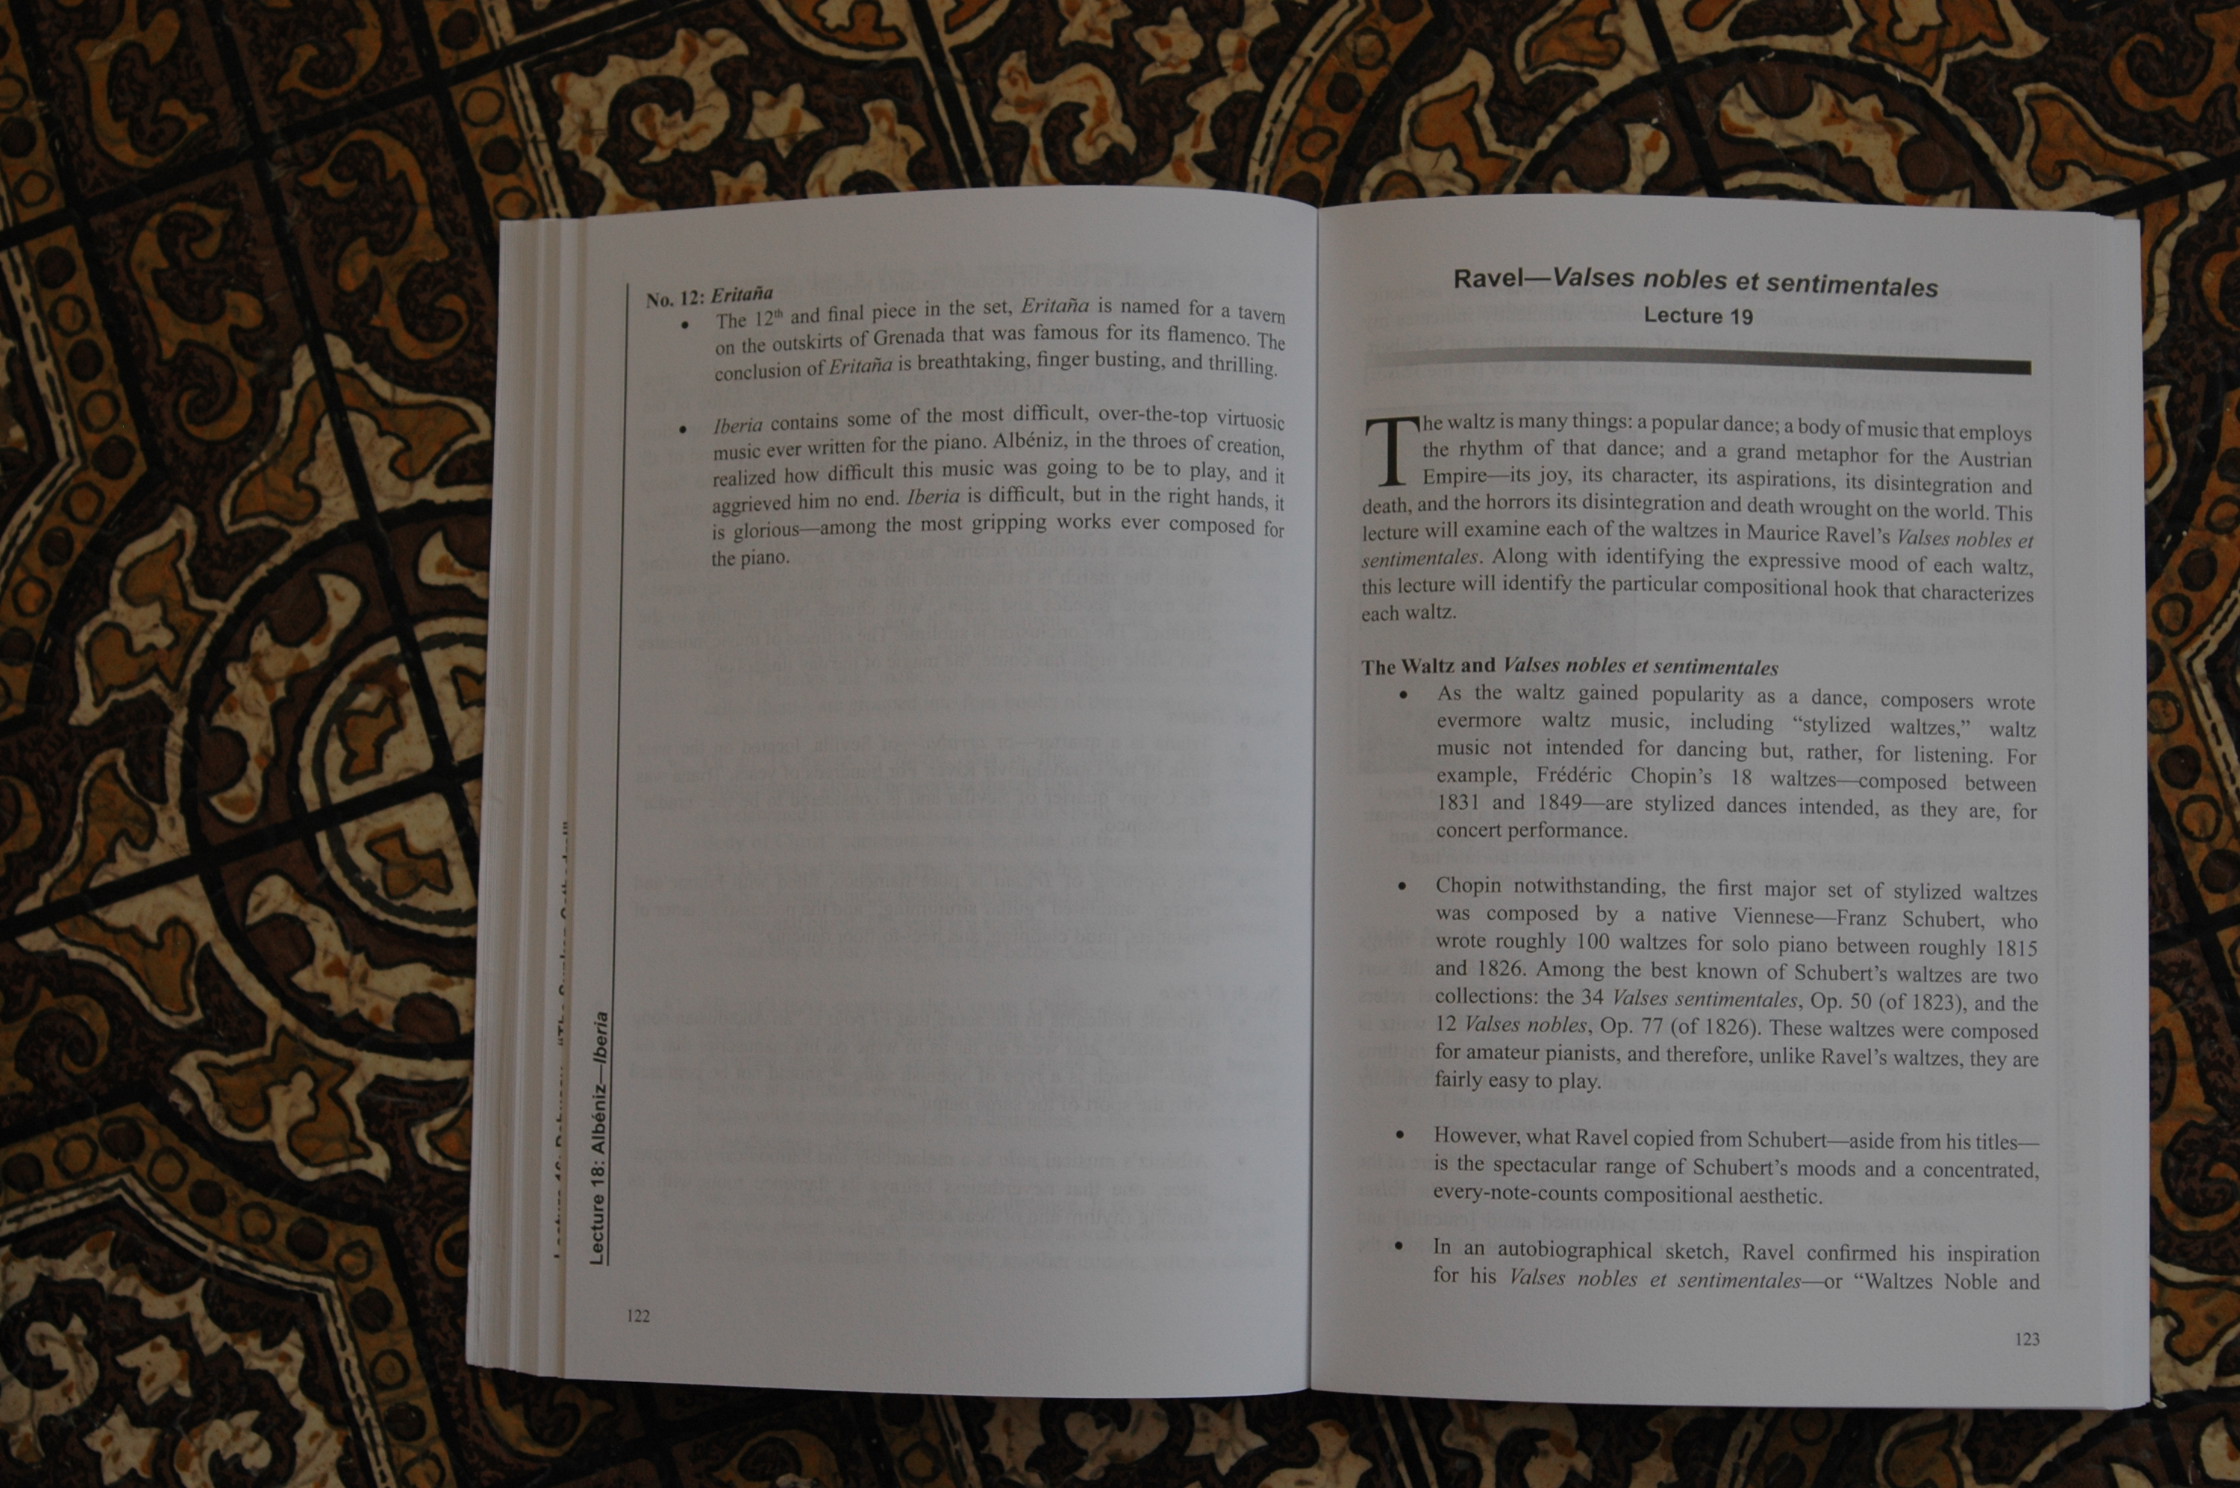 No. 12: Eritaña
• The 12th and final piece in the set, Eritaña is named for a tavern
on the outskirts of Grenada that was famous for its flamenco. The
conclusion of Eritaña is breathtaking, finger busting, and thrilling.
• Iberia contains some of the most difficult, over-the-top virtuosic
music ever written for the piano. Albéniz, in the throes of creation,
realized how difficult this music was going to be to play, and it
aggrieved him no end. Iberia is difficult, but in the right hands, it
is glorious—among the most gripping works ever composed for
the piano.
Lecture 18: Albéniz—Iberia
122
Ravel—Valses nobles et sentimentales
Lecture 19
The waltz is many things: a popular dance; a body of music that employs
the rhythm of that dance; and a grand metaphor for the Austrian
Empire—its joy, its character, its aspirations, its disintegration and
death, and the horrors its disintegration and death wrought on the world. This
lecture will examine each of the waltzes in Maurice Ravel’s Valses nobles et
sentimentales. Along with identifying the expressive mood of each waltz,
this lecture will identify the particular compositional hook that characterizes
each waltz.
The Waltz and Valses nobles et sentimentales
• As the waltz gained popularity as a dance, composers wrote
evermore waltz music, including “stylized waltzes,” waltz
music not intended for dancing but, rather, for listening. For
example, Frédéric Chopin’s 18 waltzes—composed between
1831 and 1849—are stylized dances intended, as they are, for
concert performance.
• Chopin notwithstanding, the first major set of stylized waltzes
was composed by a native Viennese—Franz Schubert, who
wrote roughly 100 waltzes for solo piano between roughly 1815
and 1826. Among the best known of Schubert’s waltzes are two
collections: the 34 Valses sentimentales, Op. 50 (of 1823), and the
12 Valses nobles, Op. 77 (of 1826). These waltzes were composed
for amateur pianists, and therefore, unlike Ravel’s waltzes, they are
fairly easy to play.
• However, what Ravel copied from Schubert—aside from his titles—
is the spectacular range of Schubert’s moods and a concentrated,
every-note-counts compositional aesthetic.
• In an autobiographical sketch, Ravel confirmed his inspiration
for his Valses nobles et sentimentales—or “Waltzes Noble and
123